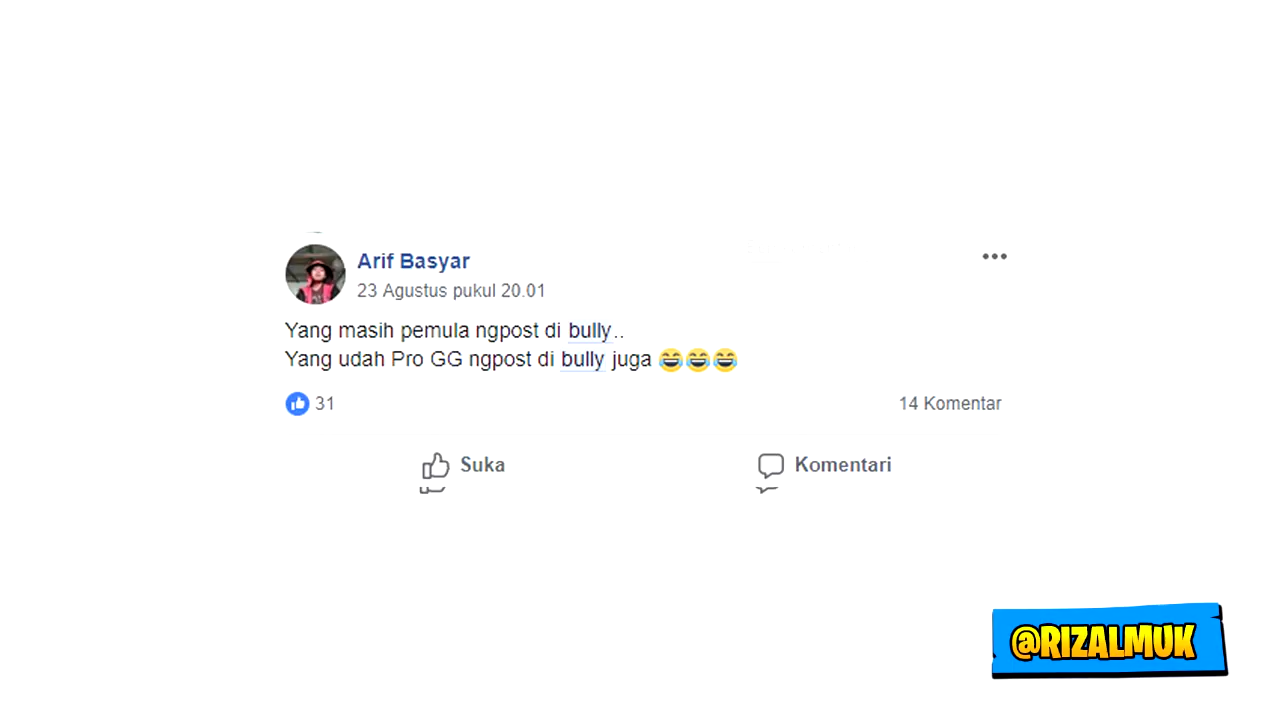 Arif Basyar
23 Agustus pukul 20.01
Yang masih pemula ngpost di bully..
Yang udah Pro GG ngpost di bully juga 😂😂😂
31
14 Komentar
Suka
Komentari
@RIZALMUK